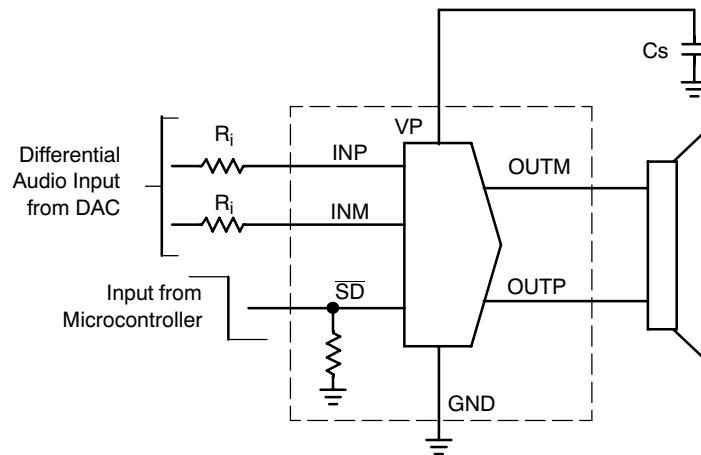 Cs
VP
Ri
INP
Differential
Audio Input
from DAC
OUTM
Ri
INM
SD
OUTP
Input from
Microcontroller
GND